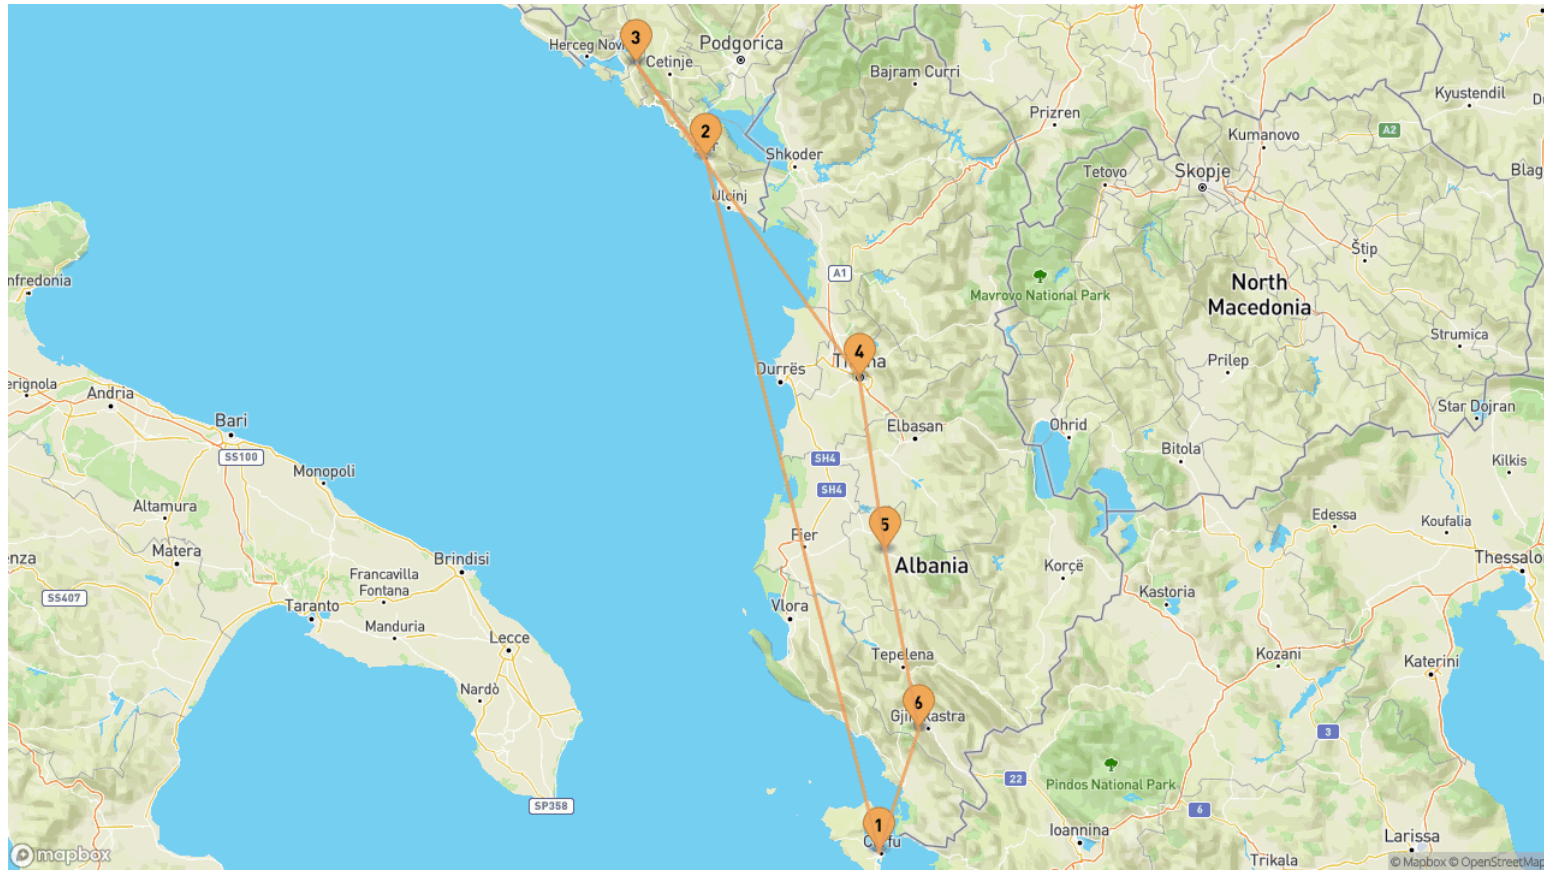 3
Herceg Novi
Podgorica
Cetinje
Bajram Curri
Kyustendil
Prizren
2
A2
Kumanovo
Shkoder
Tetovo
Skopje
Blag
Ulcinj
Štip
A1
nfredonia
Mavrovo National Park
North
Macedonia
Strumica
4
Durrës
Prilep
erignola
Andria
Star Dojran
Bari
Elbasan
Ohrid
Bitola
SS100
SH4
Monopoli
Kilkis
SH4
Altamura
Edessa
Koufalia
5
Fier
Matera
Brindisi
Albania
Korçë
Thessalo
enza
Francavilla
Fontana
SS407
Taranto
Vlora
Kastoria
Manduria
Lecce
Tepelena
Kozani
Katerini
Nardò
6
3
22
Pindos National Park
SP358
6
1
Ioannina
Larissa
mapbox
Trikala
© Mapbox © OpenStreetMap